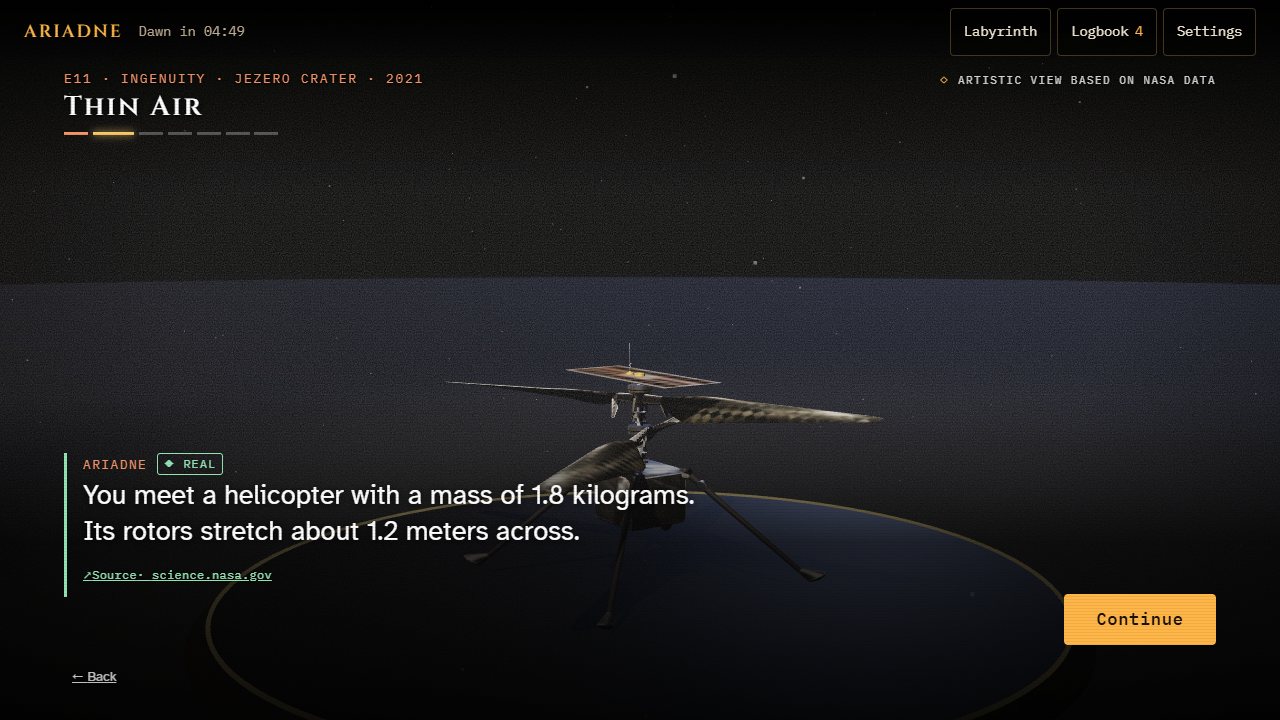 ARIADNE Dawn in 04:49 Labyrinth Logbook 4 Settings
E11 · INGENUITY · JEZERO CRATER · 2021
◇ ARTISTIC VIEW BASED ON NASA DATA
Thin Air
ARIADNE ◆ REAL
You meet a helicopter with a mass of 1.8 kilograms.
Its rotors stretch about 1.2 meters across.
↗Source· science.nasa.gov
Continue
← Back